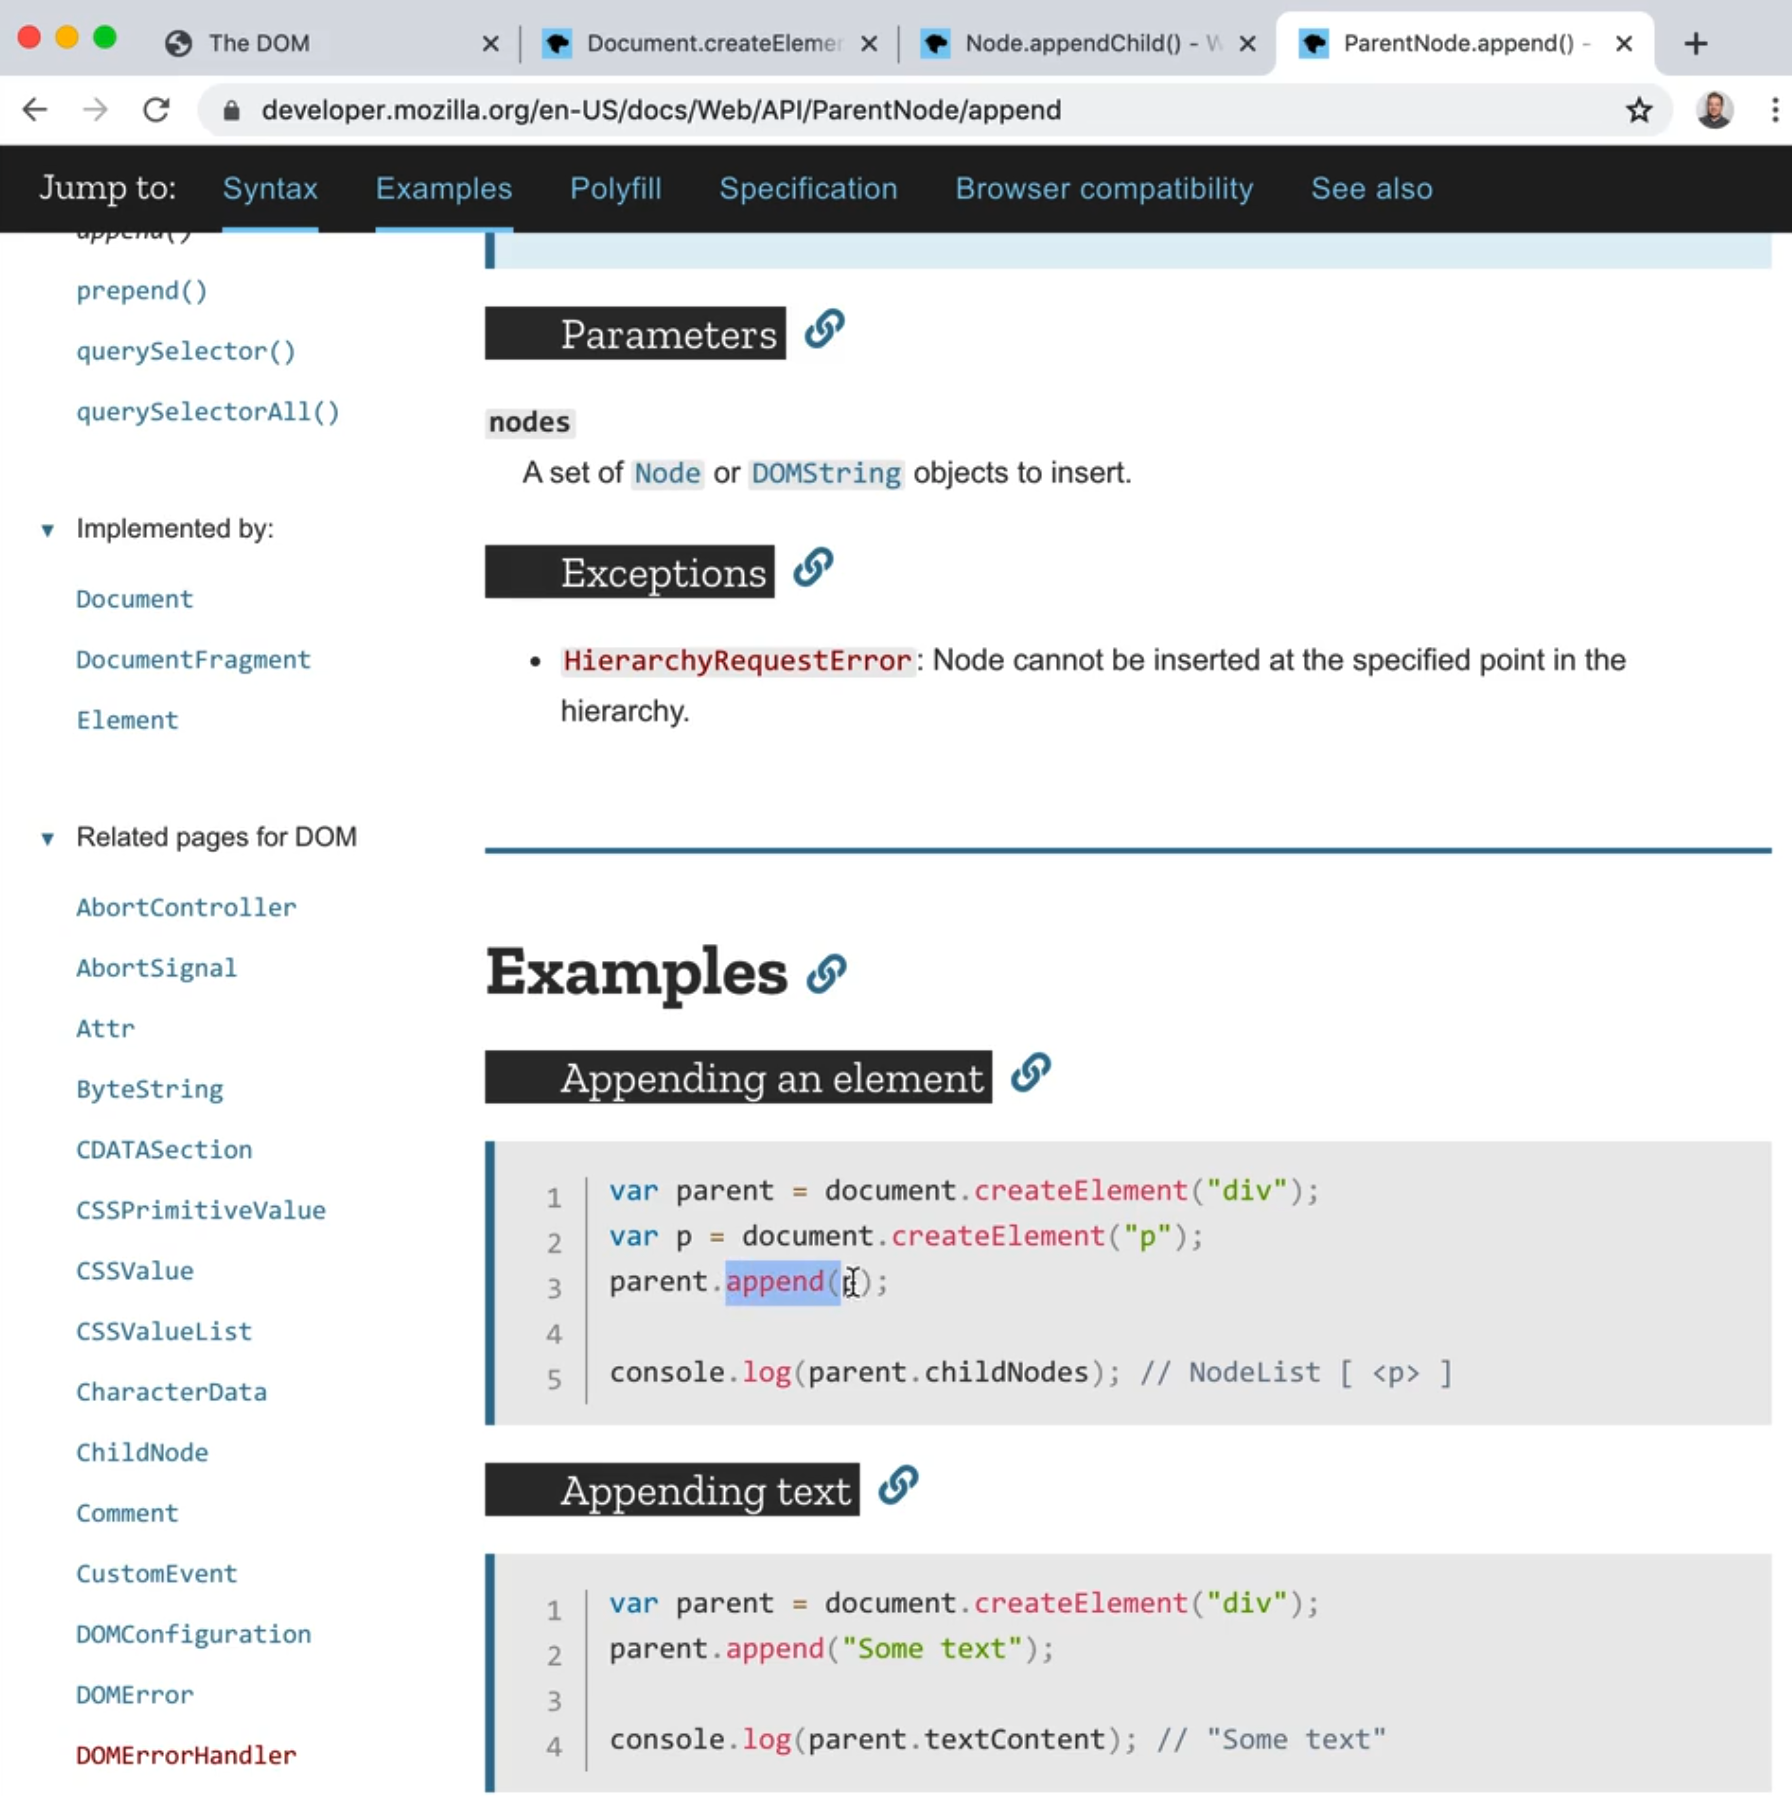 The DOM
Document.createElemer
Node.appendChild() - W
ParentNode.append() -
developer.mozilla.org/en-US/docs/Web/API/ParentNode/append
Jump to: Syntax Examples Polyfill Specification Browser compatibility See also
append()
prepend()
querySelector()
querySelectorAll()
Implemented by:
Document
DocumentFragment
Element
Related pages for DOM
AbortController
AbortSignal
Attr
ByteString
CDATASection
CSSPrimitiveValue
CSSValue
CSSValueList
CharacterData
ChildNode
Comment
CustomEvent
DOMConfiguration
DOMError
DOMErrorHandler
Parameters
nodes
A set of Node or DOMString objects to insert.
Exceptions
• HierarchyRequestError: Node cannot be inserted at the specified point in the
hierarchy.
Examples
Appending an element
1 var parent = document.createElement("div");
2 var p = document.createElement("p");
3 parent.append(p);
4
5 console.log(parent.childNodes); // NodeList [ <p> ]
Appending text
1 var parent = document.createElement("div");
2 parent.append("Some text");
3
4 console.log(parent.textContent); // "Some text"